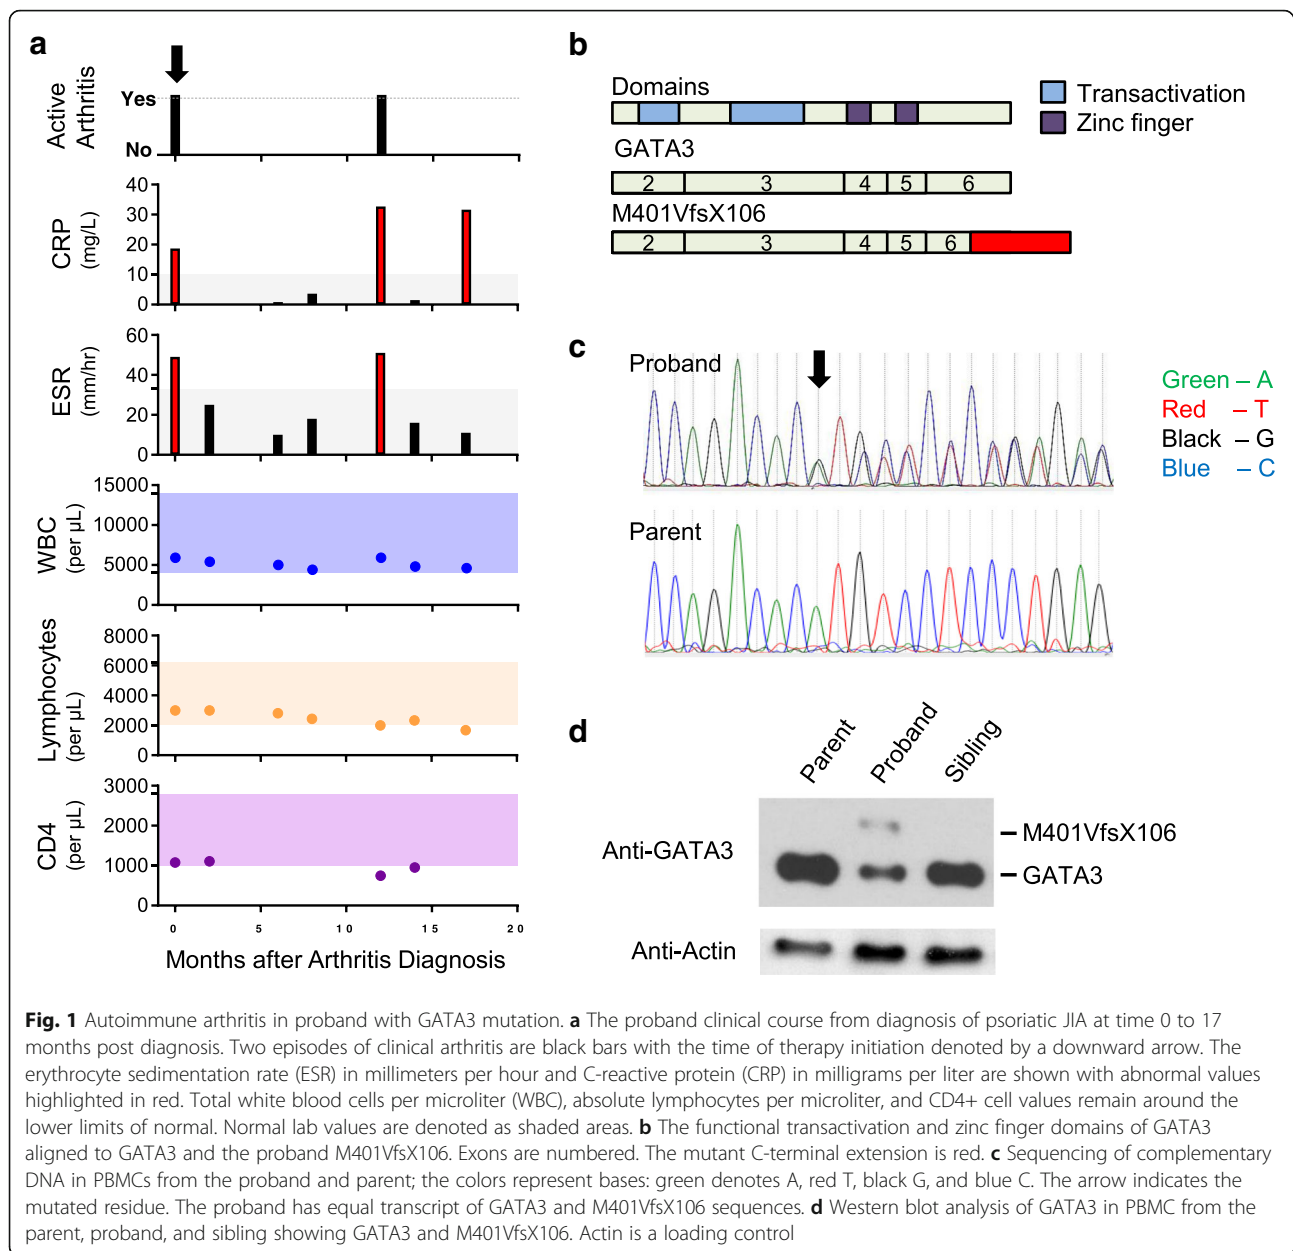 a
Active
Arthritis
Yes
No
CRP
(mg/L)
40
30
20
10
0
ESR
(mm/hr)
60
40
20
0
WBC
(per µL)
15000
10000
5000
0
Lymphocytes
(per µL)
8000
6000
4000
2000
0
CD4
(per µL)
3000
2000
1000
0
0 5 10 15 20
Months after Arthritis Diagnosis
b
Domains
Transactivation
Zinc finger
GATA3
2 3 4 5 6
M401VfsX106
2 3 4 5 6
c
Proband
Green – A
Red – T
Black – G
Blue – C
Parent
d
Parent Proband Sibling
Anti-GATA3
M401VfsX106
GATA3
Anti-Actin
Fig. 1 Autoimmune arthritis in proband with GATA3 mutation. a The proband clinical course from diagnosis of psoriatic JIA at time 0 to 17
months post diagnosis. Two episodes of clinical arthritis are black bars with the time of therapy initiation denoted by a downward arrow. The
erythrocyte sedimentation rate (ESR) in millimeters per hour and C-reactive protein (CRP) in milligrams per liter are shown with abnormal values
highlighted in red. Total white blood cells per microliter (WBC), absolute lymphocytes per microliter, and CD4+ cell values remain around the
lower limits of normal. Normal lab values are denoted as shaded areas. b The functional transactivation and zinc finger domains of GATA3
aligned to GATA3 and the proband M401VfsX106. Exons are numbered. The mutant C-terminal extension is red. c Sequencing of complementary
DNA in PBMCs from the proband and parent; the colors represent bases: green denotes A, red T, black G, and blue C. The arrow indicates the
mutated residue. The proband has equal transcript of GATA3 and M401VfsX106 sequences. d Western blot analysis of GATA3 in PBMC from the
parent, proband, and sibling showing GATA3 and M401VfsX106. Actin is a loading control